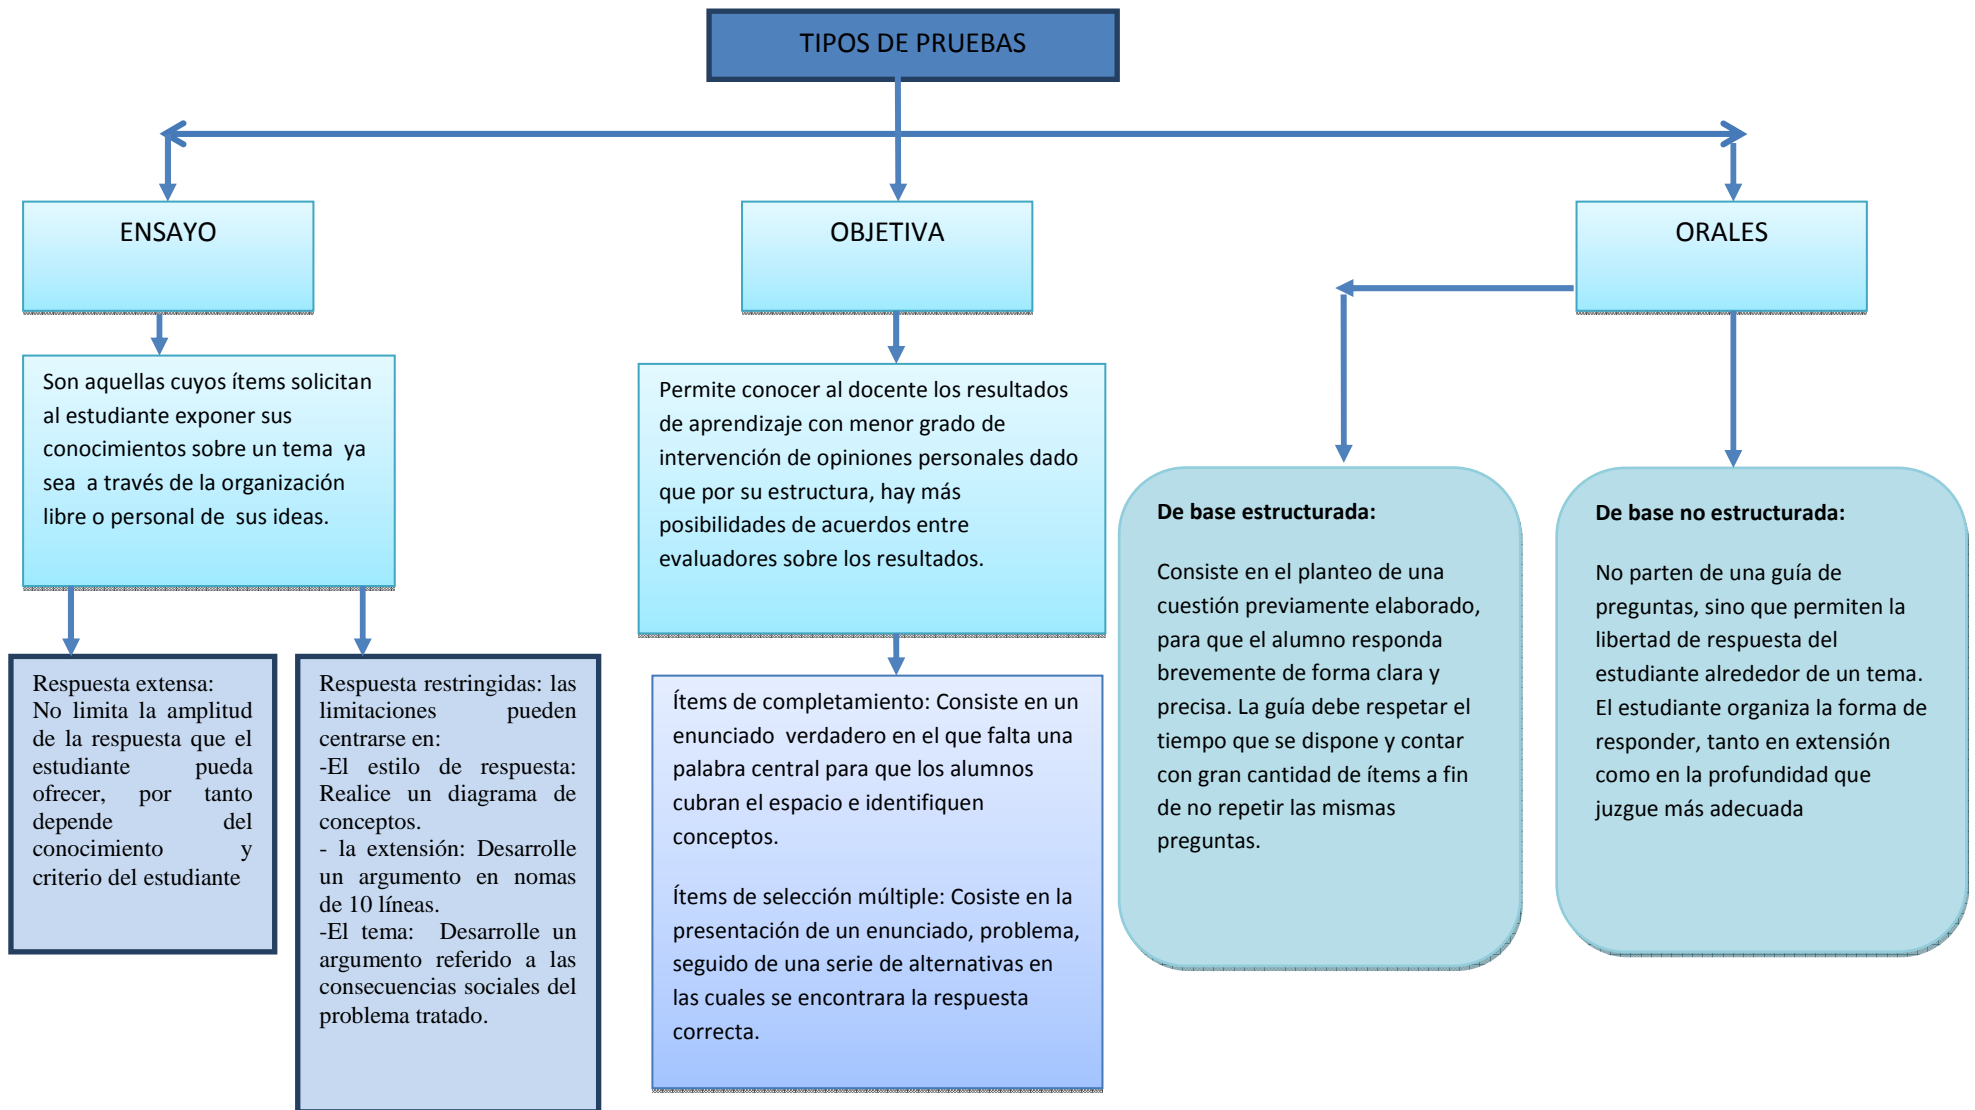 TIPOS DE PRUEBAS
ENSAYO
OBJETIVA
ORALES
Son aquellas cuyos ítems solicitan
al estudiante exponer sus
conocimientos sobre un tema ya
sea a través de la organización
libre o personal de sus ideas.
Respuesta extensa:
No limita la amplitud
de la respuesta que el
estudiante pueda
ofrecer, por tanto
depende del
conocimiento y
criterio del estudiante
Respuesta restringidas: las
limitaciones pueden
centrarse en:
-El estilo de respuesta:
Realice un diagrama de
conceptos.
- la extensión: Desarrolle
un argumento en nomas
de 10 líneas.
-El tema: Desarrolle un
argumento referido a las
consecuencias sociales del
problema tratado.
Permite conocer al docente los resultados
de aprendizaje con menor grado de
intervención de opiniones personales dado
que por su estructura, hay más
posibilidades de acuerdos entre
evaluadores sobre los resultados.
Ítems de completamiento: Consiste en un
enunciado verdadero en el que falta una
palabra central para que los alumnos
cubran el espacio e identifiquen
conceptos.
Ítems de selección múltiple: Cosiste en la
presentación de un enunciado, problema,
seguido de una serie de alternativas en
las cuales se encontrara la respuesta
correcta.
De base estructurada:
Consiste en el planteo de una
cuestión previamente elaborado,
para que el alumno responda
brevemente de forma clara y
precisa. La guía debe respetar el
tiempo que se dispone y contar
con gran cantidad de ítems a fin
de no repetir las mismas
preguntas.
De base no estructurada:
No parten de una guía de
preguntas, sino que permiten la
libertad de respuesta del
estudiante alrededor de un tema.
El estudiante organiza la forma de
responder, tanto en extensión
como en la profundidad que
juzgue más adecuada